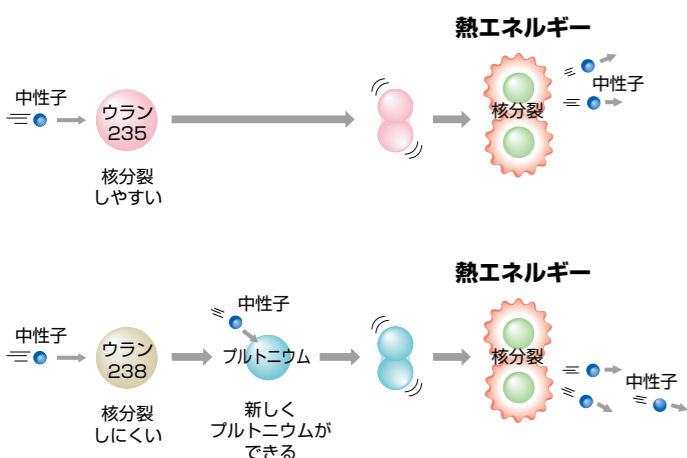 熱エネルギー
中性子
ウラン
235
核分裂
中性子
核分裂
しやすい
熱エネルギー
中性子
中性子
ウラン
238
プルトニウム
核分裂
中性子
核分裂
しにくい
新しく
プルトニウムが
できる